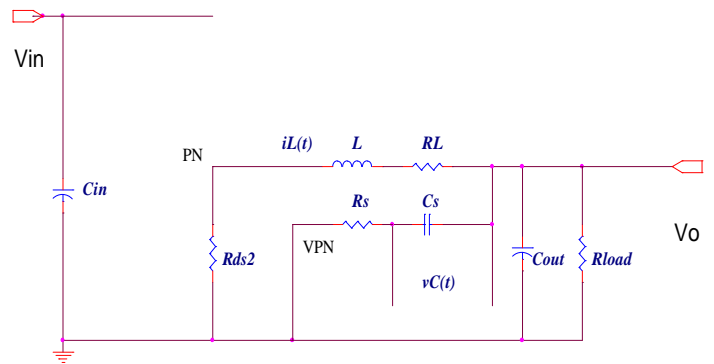 Vin
iL(t) L RL
PN
Cin
Rs Cs
VPN
Vo
Rds2
vC(t)
Cout Rload